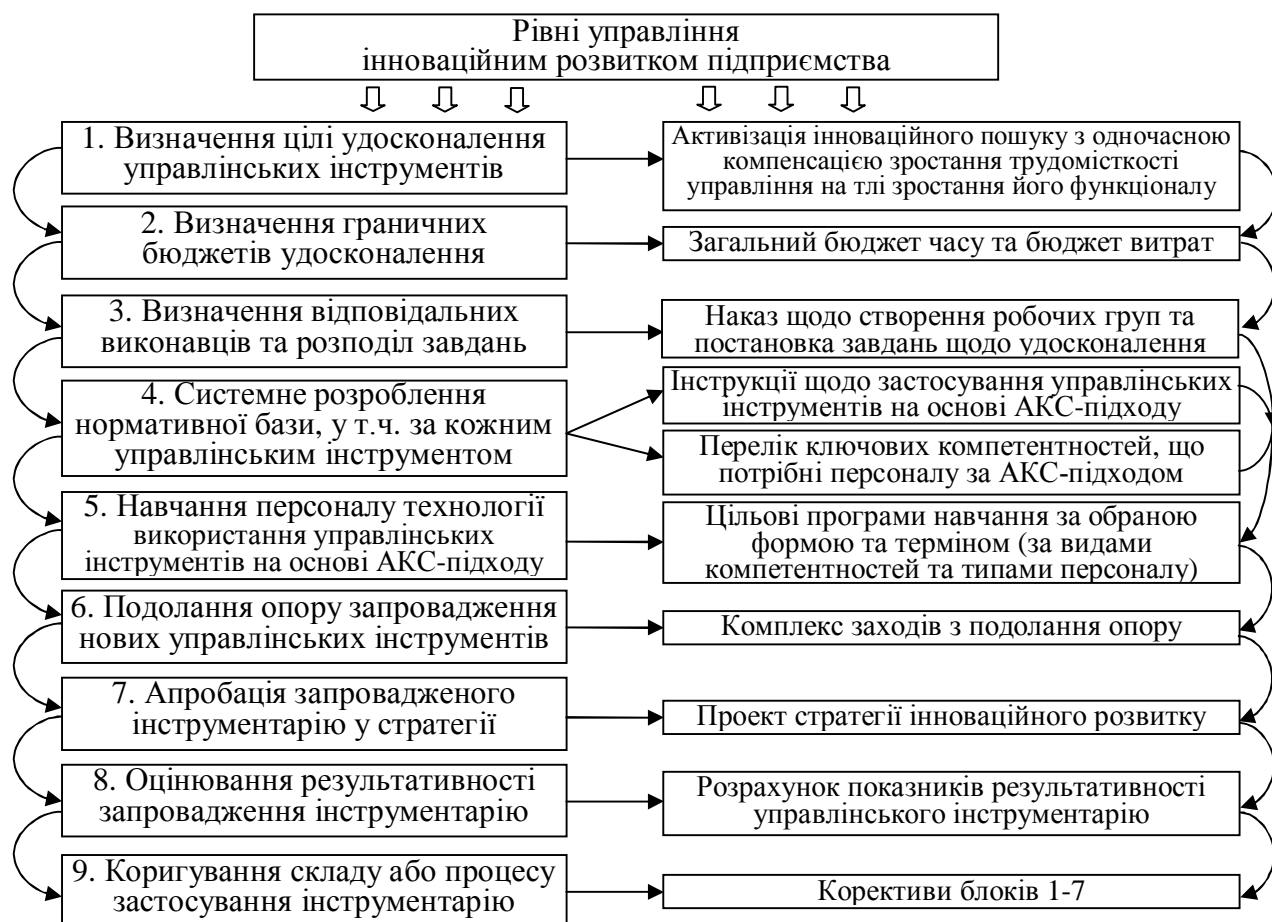 Рівні управління
інноваційним розвитком підприємства
1. Визначення цілі удосконалення
управлінських інструментів
Активізація інноваційного пошуку з одночасною
компенсацією зростання трудомісткості
управління на тлі зростання його функціоналу
2. Визначення граничних
бюджетів удосконалення
Загальний бюджет часу та бюджет витрат
3. Визначення відповідальних
виконавців та розподіл завдань
Наказ щодо створення робочих груп та
постановка завдань щодо удосконалення
4. Системне розроблення
нормативної бази, у т.ч. за кожним
управлінським інструментом
Інструкції щодо застосування управлінських
інструментів на основі АКС-підходу
Перелік ключових компетентностей, що
потрібні персоналу за АКС-підходом
5. Навчання персоналу технології
використання управлінських
інструментів на основі АКС-підходу
Цільові програми навчання за обраною
формою та терміном (за видами
компетентностей та типами персоналу)
6. Подолання опору запровадження
нових управлінських інструментів
Комплекс заходів з подолання опору
7. Апробація запровадженого
інструментарію у стратегії
Проект стратегії інноваційного розвитку
8. Оцінювання результативності
запровадження інструментарію
Розрахунок показників результативності
управлінського інструментарію
9. Коригування складу або процесу
застосування інструментарію
Корективи блоків 1-7